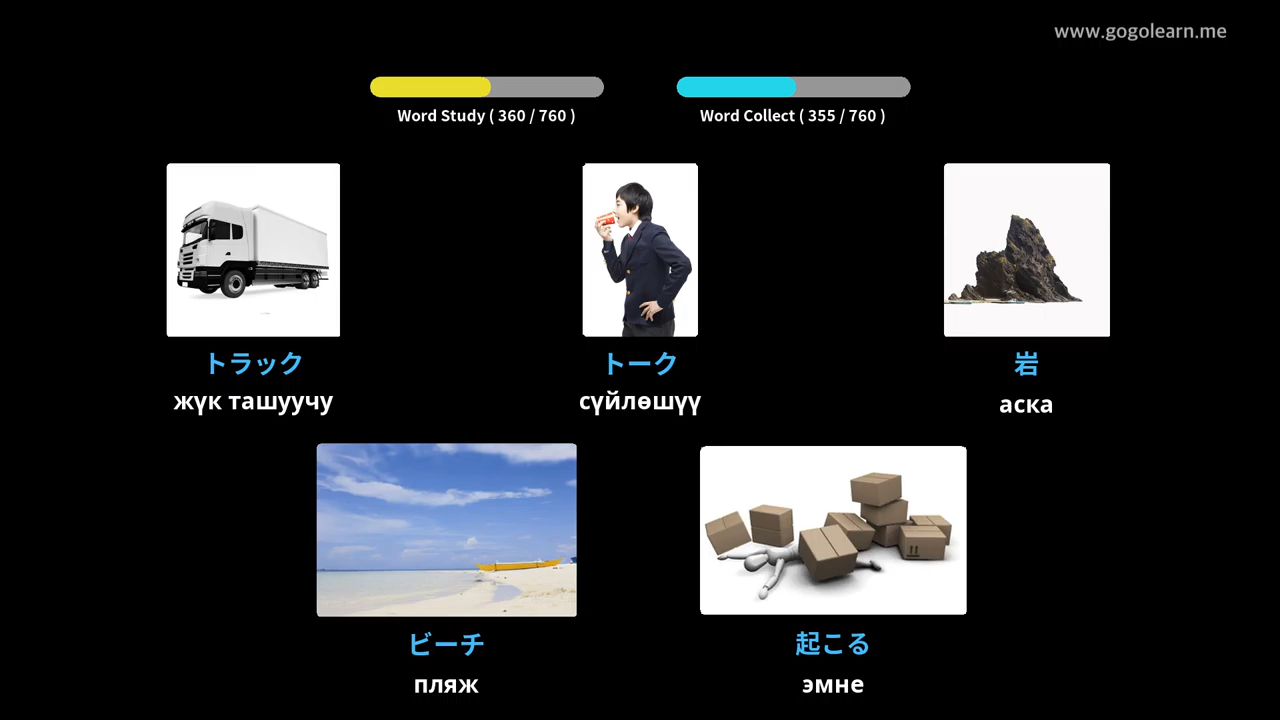 www.gogolearn.me
Word Study ( 360 / 760 )
Word Collect ( 355 / 760 )
トラック
жүк ташуучу
トーク
сүйлөшүү
岩
аска
ビーチ
пляж
起こる
эмне